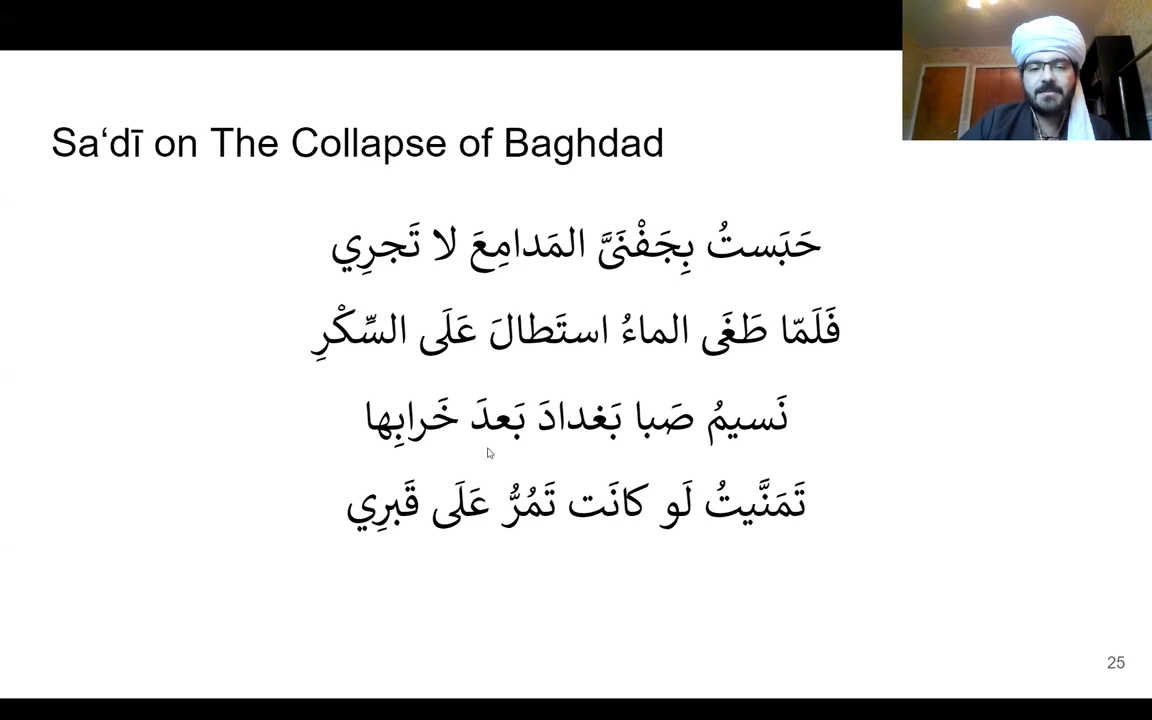 Sa‘dī on The Collapse of Baghdad
حَبَستُ بِجَفْنَىَّ المَدامِعَ لا تَجرِي
فَلَمّا طَغَى الماءُ استَطالَ عَلَى السِّكْرِ
نَسيمُ صَبا بَغدادَ بَعدَ خَرابِها
تَمَنَّيتُ لَو كانَت تَمُرُّ عَلَى قَبرِي
25